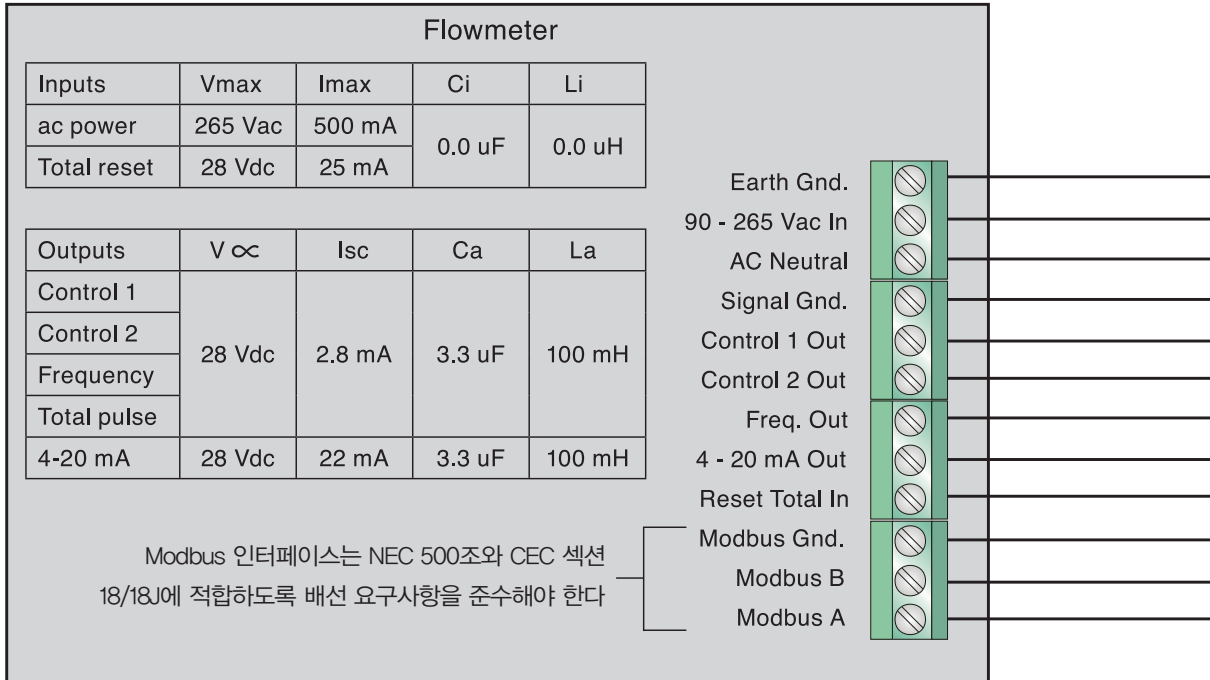 Flowmeter
Inputs Vmax Imax Ci Li
ac power 265 Vac 500 mA 0.0 uF 0.0 uH
Total reset 28 Vdc 25 mA
Outputs V ∝ Isc Ca La
Control 1
Control 2
Frequency
Total pulse
28 Vdc 2.8 mA 3.3 uF 100 mH
4-20 mA 28 Vdc 22 mA 3.3 uF 100 mH
Modbus 인터페이스는 NEC 500조와 CEC 섹션
18/18J에 적합하도록 배선 요구사항을 준수해야 한다
Earth Gnd.
90 - 265 Vac In
AC Neutral
Signal Gnd.
Control 1 Out
Control 2 Out
Freq. Out
4 - 20 mA Out
Reset Total In
Modbus Gnd.
Modbus B
Modbus A